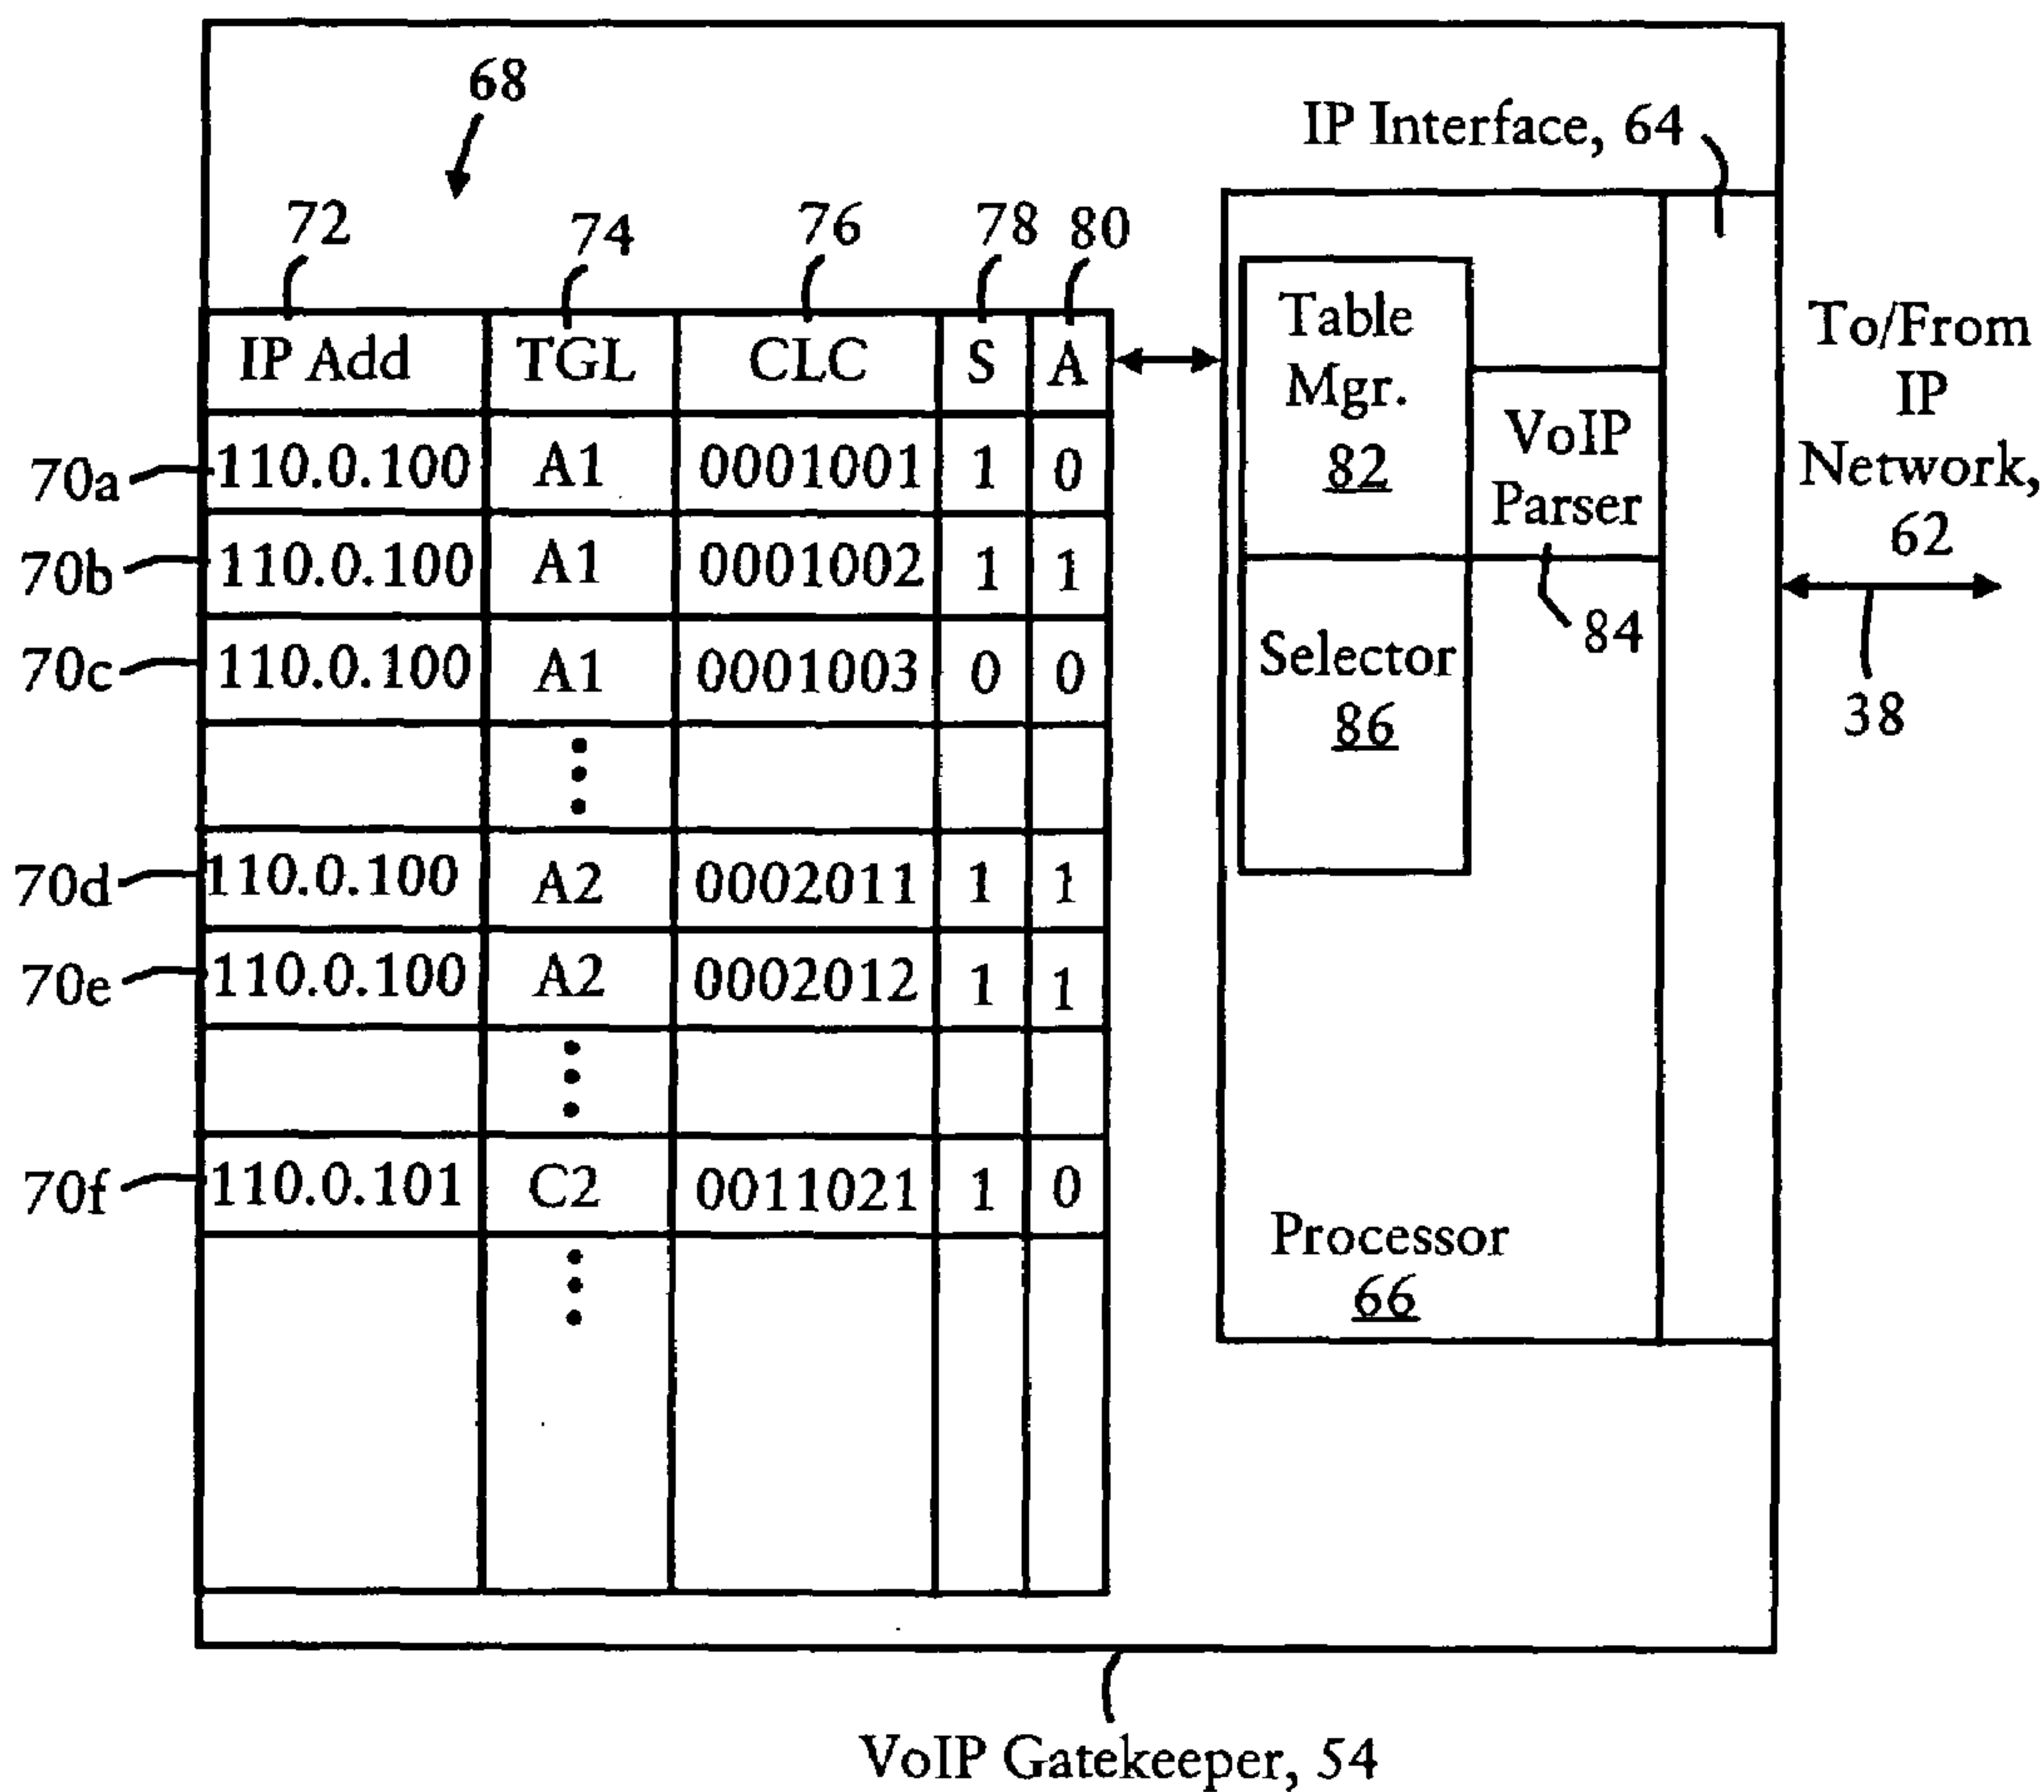 68
IP Interface, 64
72 74 76 78 80
IP Add TGL CLC S A
70a 110.0.100 A1 0001001 1 0
70b 110.0.100 A1 0001002 1 1
70c 110.0.100 A1 0001003 0 0
70d 110.0.100 A2 0002011 1 1
70e 110.0.100 A2 0002012 1 1
70f 110.0.101 C2 0011021 1 0
Table
Mgr.
82
VoIP
Parser
84
Selector
86
Processor
66
To/From
IP
Network,
62
38
VoIP Gatekeeper, 54